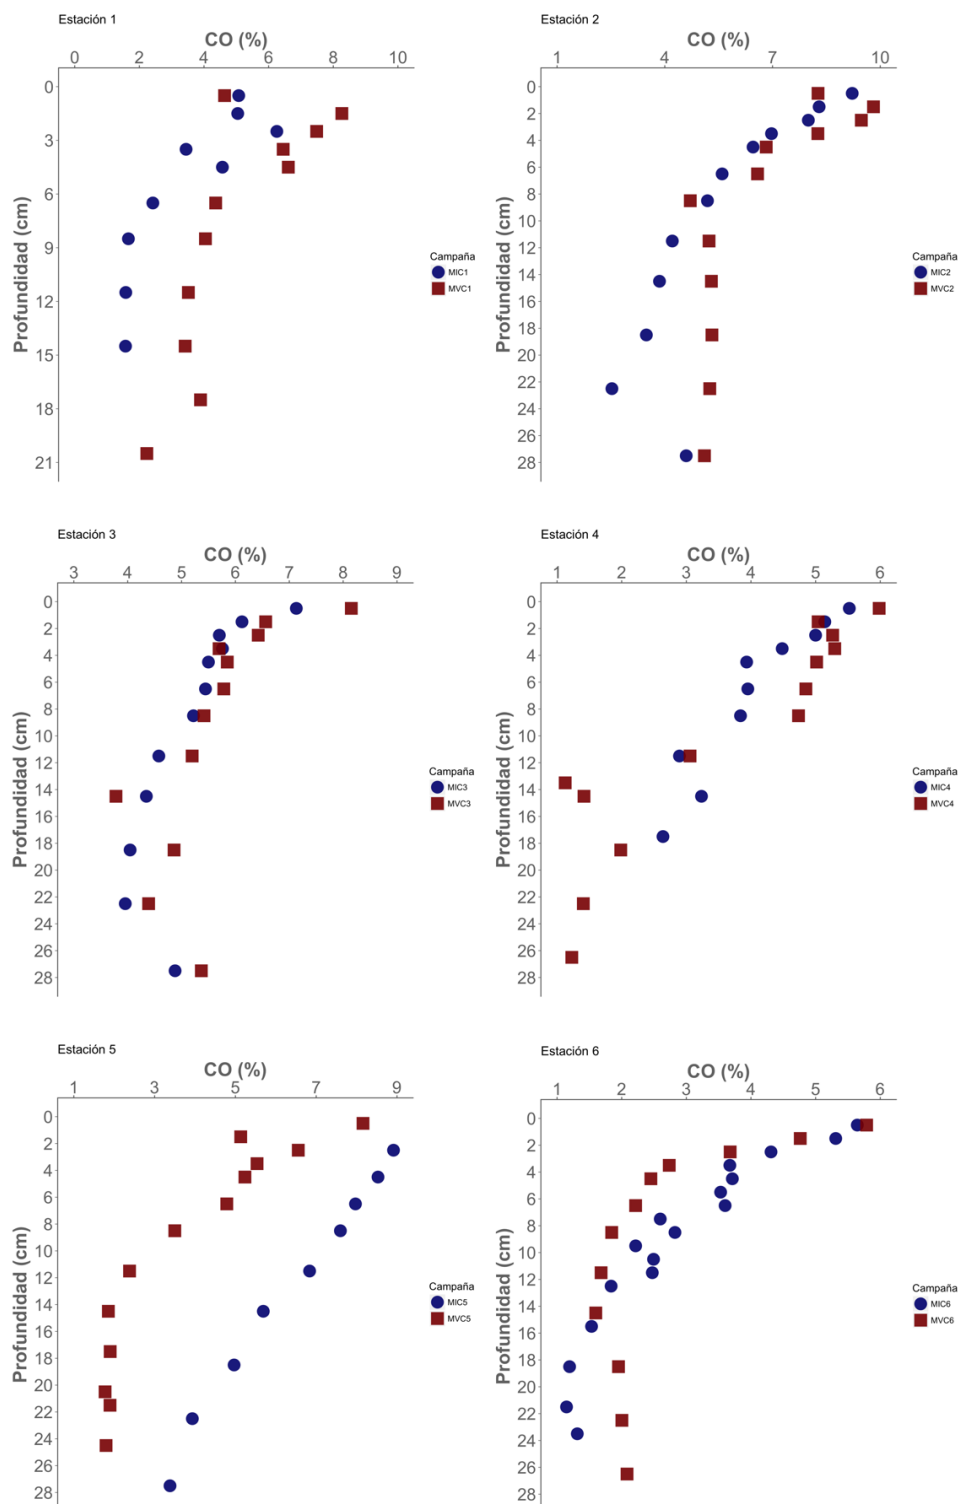 Estación 1
CO (%)
0 2 4 6 8 10
0
3
6
9
12
15
18
21
Profundidad (cm)
Campaña
MIC1
MVC1
Estación 2
CO (%)
1 4 7 10
0
2
4
6
8
10
12
14
16
18
20
22
24
26
28
Profundidad (cm)
Campaña
MIC2
MVC2
Estación 3
CO (%)
3 4 5 6 7 8 9
0
2
4
6
8
10
12
14
16
18
20
22
24
26
28
Profundidad (cm)
Campaña
MIC3
MVC3
Estación 4
CO (%)
1 2 3 4 5 6
0
2
4
6
8
10
12
14
16
18
20
22
24
26
28
Profundidad (cm)
Campaña
MIC4
MVC4
Estación 5
CO (%)
1 3 5 7 9
0
2
4
6
8
10
12
14
16
18
20
22
24
26
28
Profundidad (cm)
Campaña
MIC5
MVC5
Estación 6
CO (%)
1 2 3 4 5 6
0
2
4
6
8
10
12
14
16
18
20
22
24
26
28
Profundidad (cm)
Campaña
MIC6
MVC6